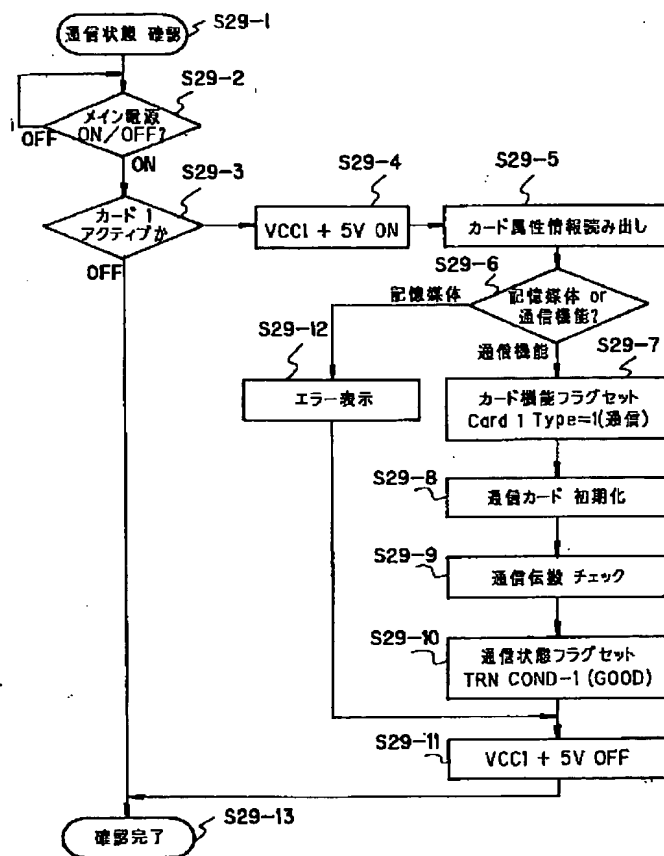 通信状態 確認
S29-1
S29-2
メイン電源
ON/OFF?
OFF
ON
S29-3
カード 1
アクティブか
OFF
S29-4
VCC1 + 5V ON
S29-5
カード属性情報読み出し
S29-6
記憶媒体 or
通信機能?
記憶媒体
通信機能
S29-12
エラー表示
S29-7
カード機能フラグセット
Card 1 Type=1(通信)
S29-8
通信カード 初期化
S29-9
通信伝搬 チェック
S29-10
通信状態フラグセット
TRN COND-1 (GOOD)
S29-11
VCC1 + 5V OFF
確認完了
S29-13